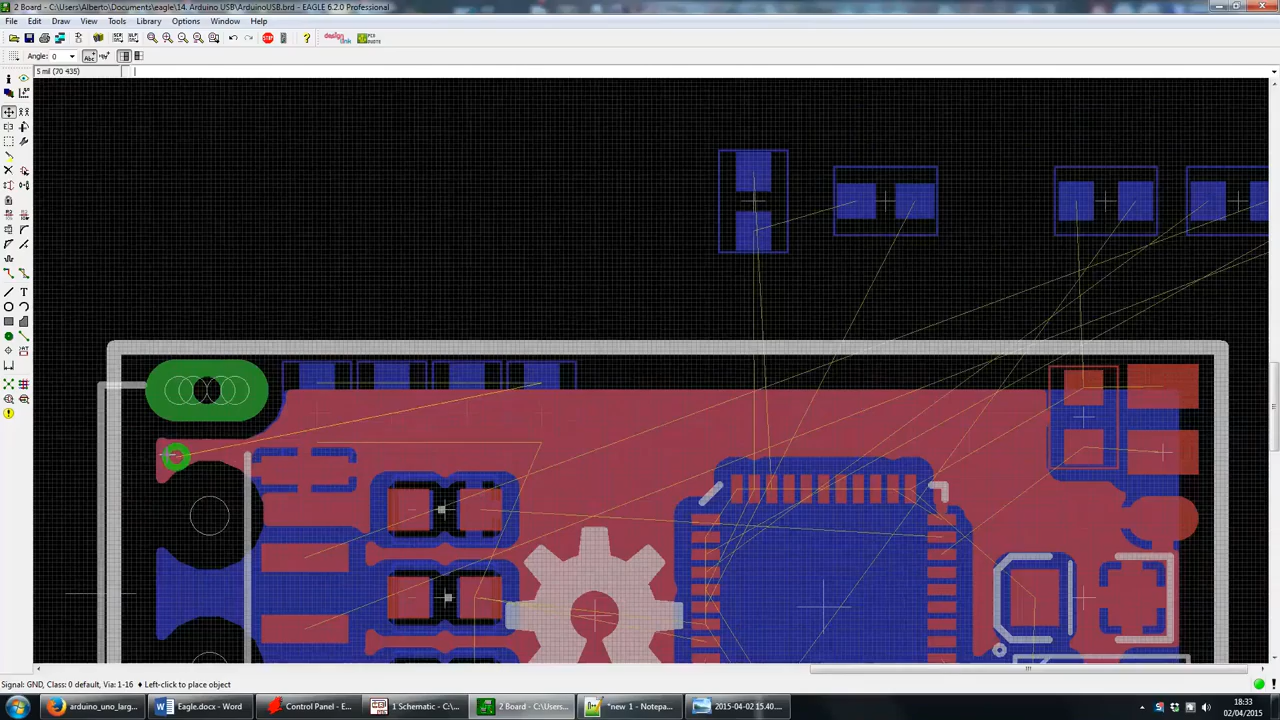 2 Board - C:\Users\Alberto\Documents\eagle\14. Arduino USB\ArduinoUSB.brd - EAGLE 6.2.0 Professional
File Edit Draw View Tools Library Options Window Help
Angle: 0
5 mil (70 435)
Signal: GND, Class: 0 default, Via: 1-16 ♦ Left-click to place object
arduino_uno_larg... Eagle.docx - Word Control Panel - E... 1 Schematic - C:\... 2 Board - C:\Users... *new 1 - Notepa... 2015-04-02 15.40....
18:33
02/04/2015